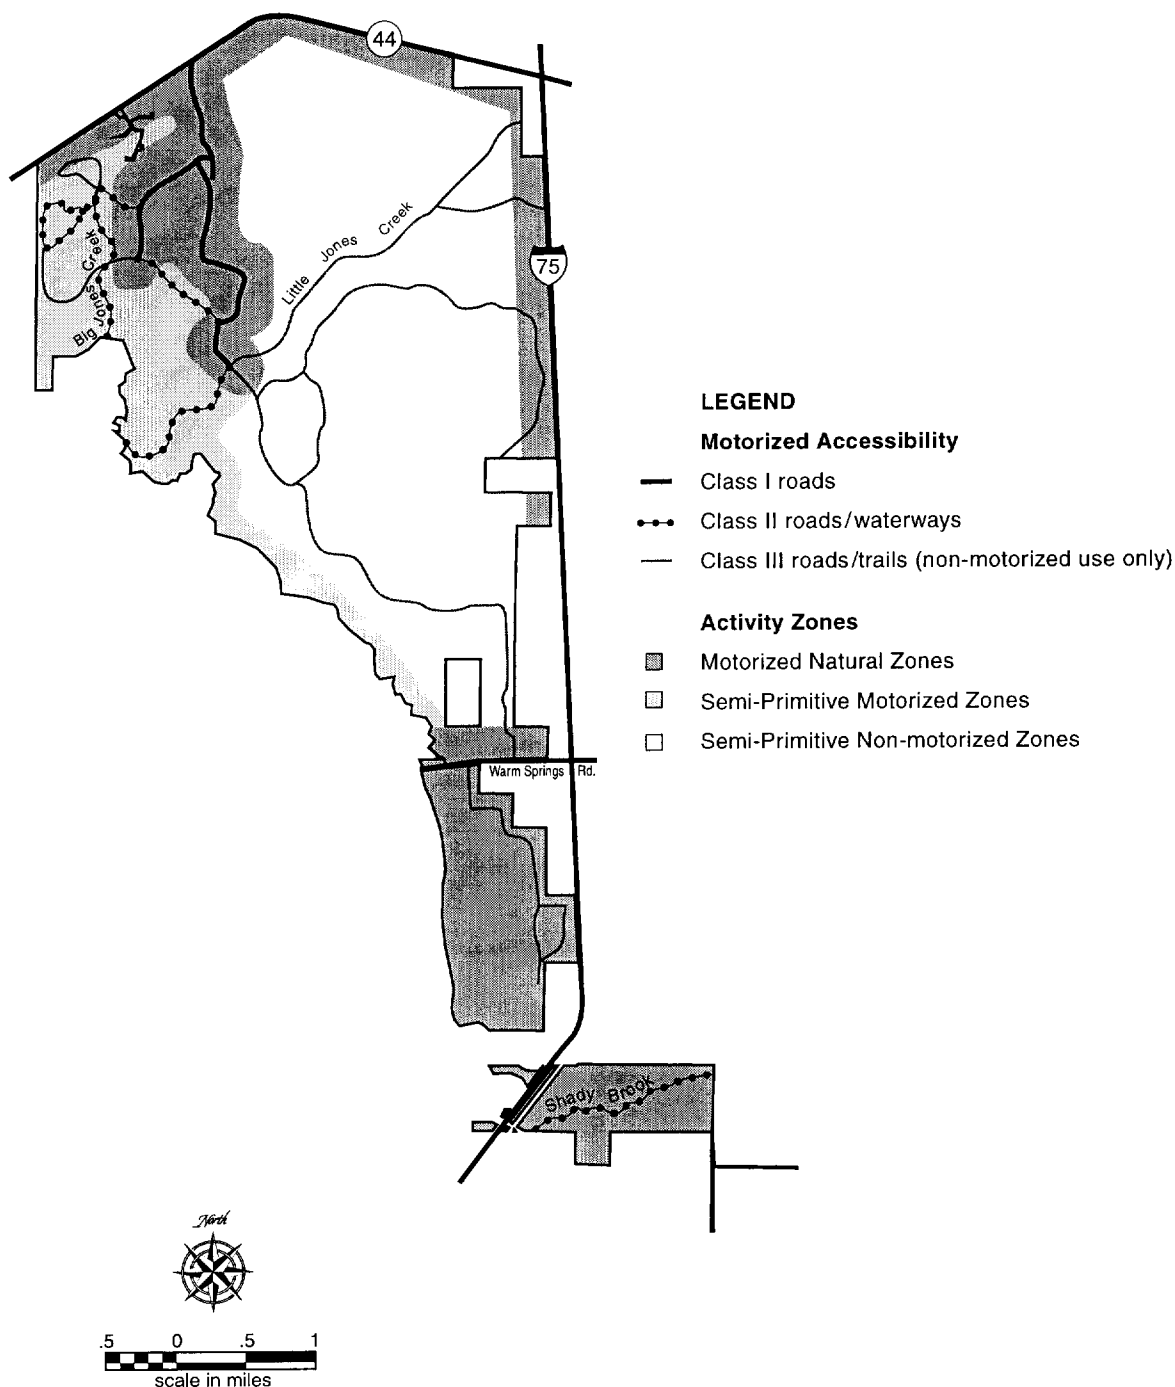 44
75
Little Jones Creek
Big Jones Creek
LEGEND
Motorized Accessibility
Class I roads
Class II roads/waterways
Class III roads/trails (non-motorized use only)
Activity Zones
Motorized Natural Zones
Semi-Primitive Motorized Zones
Semi-Primitive Non-motorized Zones
Warm Springs Rd.
Shady Brook
North
.5 0 .5 1
scale in miles